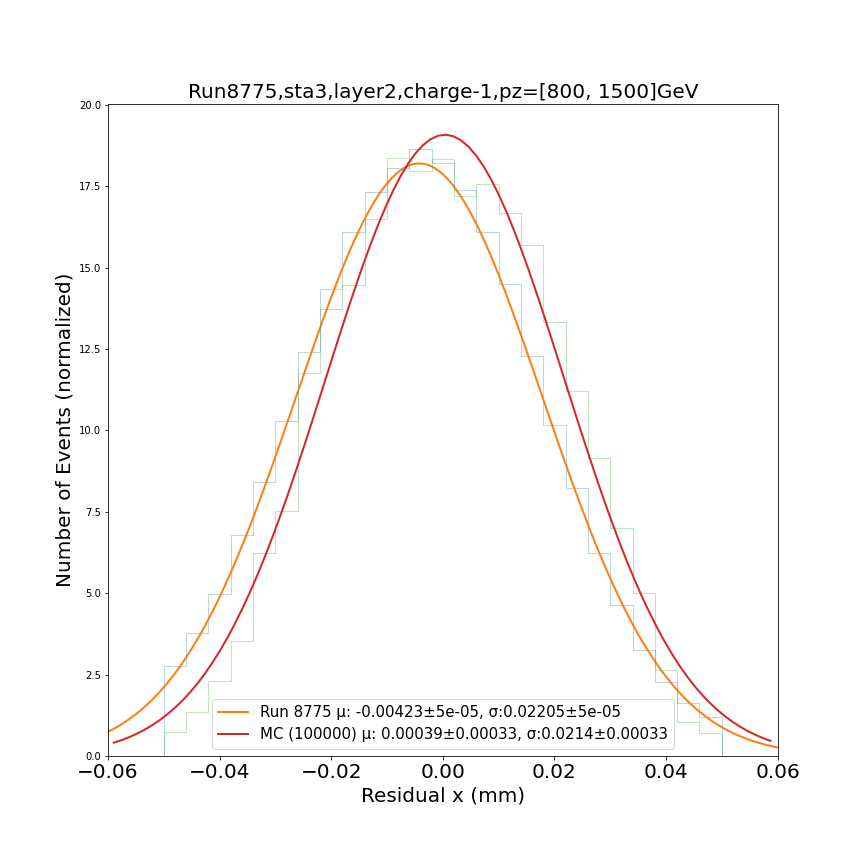 Run8775,sta3,layer2,charge-1,pz=[800, 1500]GeV
Number of Events (normalized)
20.0
17.5
15.0
12.5
10.0
7.5
5.0
2.5
0.0
Run 8775 μ: -0.00423±5e-05, σ:0.02205±5e-05
MC (100000) μ: 0.00039±0.00033, σ:0.0214±0.00033
−0.06 −0.04 −0.02 0.00 0.02 0.04 0.06
Residual x (mm)